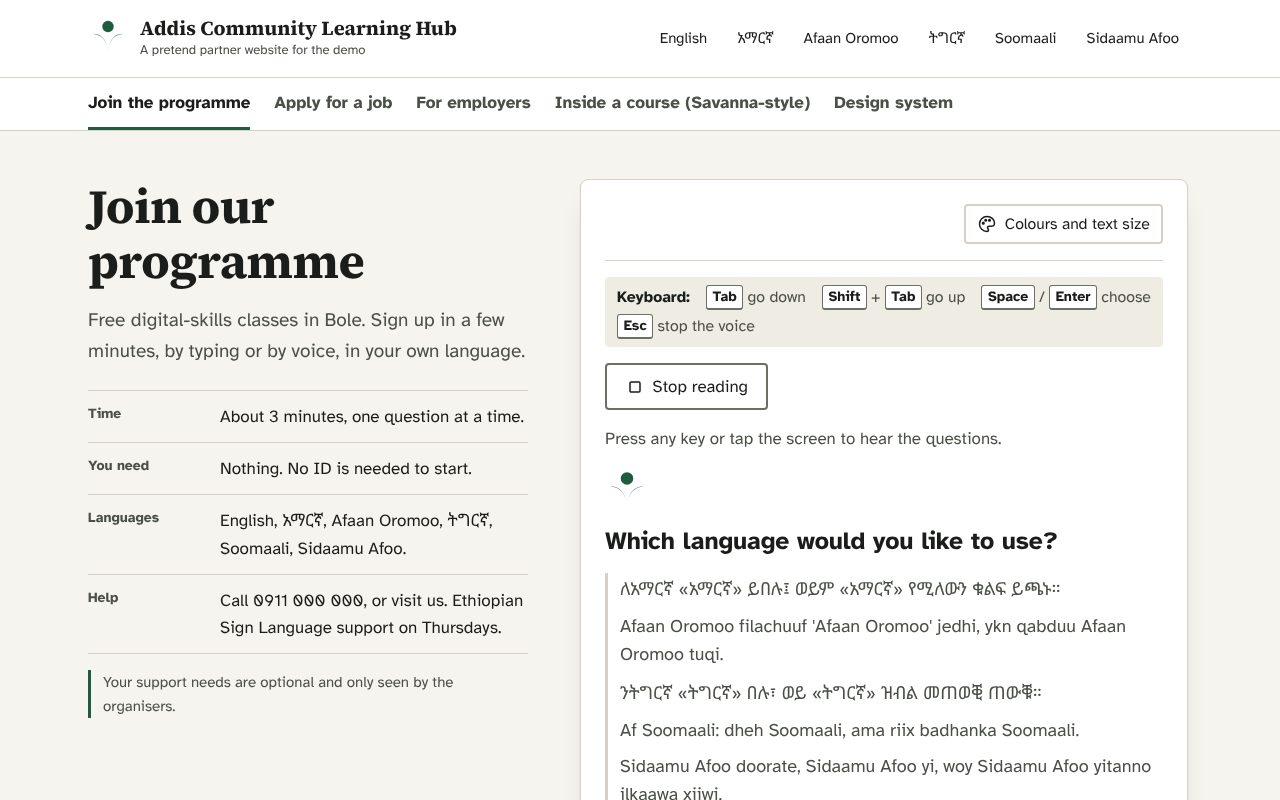 Addis Community Learning Hub
A pretend partner website for the demo
English አማርኛ Afaan Oromoo ትግርኛ Soomaali Sidaamu Afoo
Join the programme Apply for a job For employers Inside a course (Savanna-style) Design system
Join our
programme
Free digital-skills classes in Bole. Sign up in a few
minutes, by typing or by voice, in your own language.
Time About 3 minutes, one question at a time.
You need Nothing. No ID is needed to start.
Languages English, አማርኛ, Afaan Oromoo, ትግርኛ,
Soomaali, Sidaamu Afoo.
Help Call 0911 000 000, or visit us. Ethiopian
Sign Language support on Thursdays.
Your support needs are optional and only seen by the
organisers.
Colours and text size
Keyboard: Tab go down Shift + Tab go up Space / Enter choose
Esc stop the voice
Stop reading
Press any key or tap the screen to hear the questions.
Which language would you like to use?
ለአማርኛ «አማርኛ» ይበሉ፤ ወይም «አማርኛ» የሚለውን ቁልፍ ይጫኑ።
Afaan Oromoo filachuuf 'Afaan Oromoo' jedhi, ykn qabduu Afaan
Oromoo tuqi.
ንትግርኛ «ትግርኛ» በሉ፣ ወይ «ትግርኛ» ዝብል መጠወቒ ጠውቑ።
Af Soomaali: dheh Soomaali, ama riix badhanka Soomaali.
Sidaamu Afoo doorate, Sidaamu Afoo yi, woy Sidaamu Afoo yitanno
ilkaawa xiiwi.